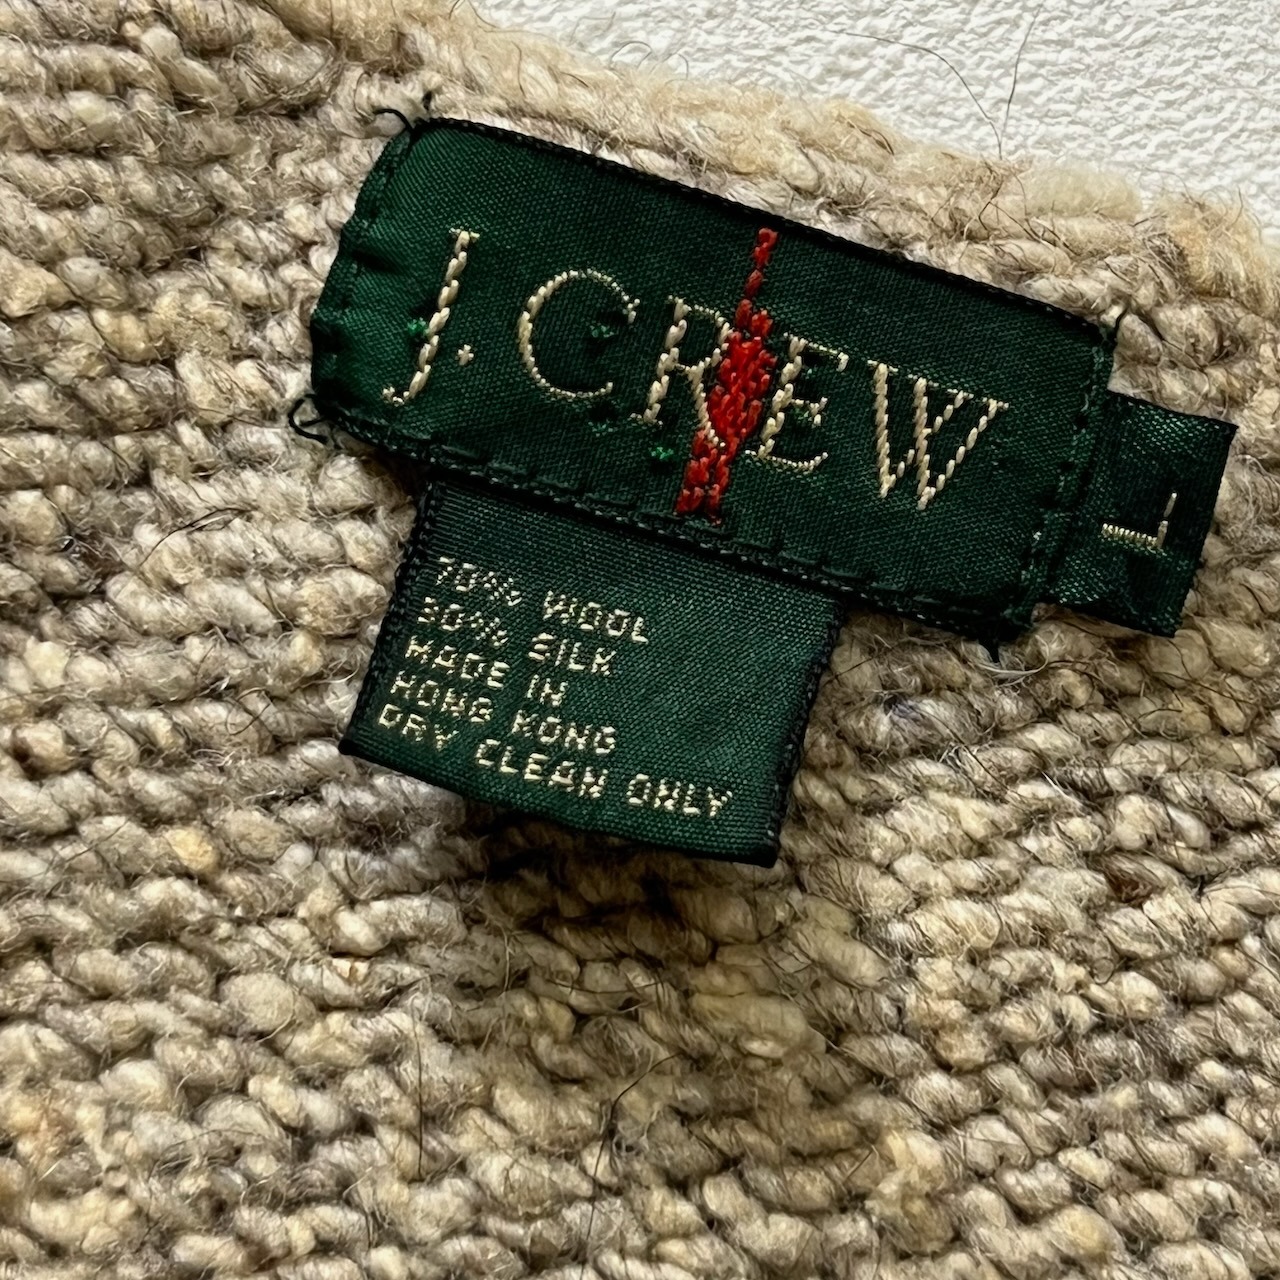 J. CREW
L
70% WOOL
30% SILK
MADE IN
HONG KONG
DRY CLEAN ONLY